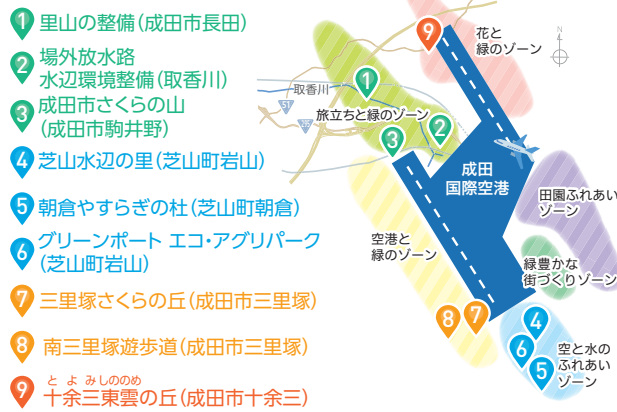 1 里山の整備(成田市長田)
2 場外放水路
水辺環境整備(取香川)
3 成田市さくらの山
(成田市駒井野)
4 芝山水辺の里(芝山町岩山)
5 朝倉やすらぎの杜(芝山町朝倉)
6 グリーンポート エコ・アグリパーク
(芝山町岩山)
7 三里塚さくらの丘(成田市三里塚)
8 南三里塚遊歩道(成田市三里塚)
とよみしののめ
9 十余三東雲の丘(成田市十余三)
9
花と
緑のゾーン
N
取香川
1
51
295
旅立ちと緑のゾーン
2
3
成田
国際空港
田園ふれあい
ゾーン
空港と
緑のゾーン
緑豊かな
街づくりゾーン
8
7
4
6
5
空と水の
ふれあい
ゾーン